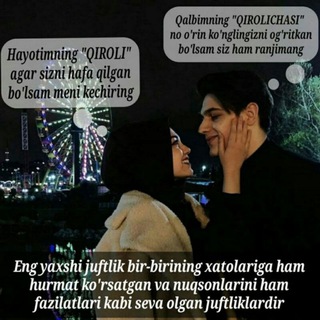 Hayotimning "QIROLI"
agar sizni hafa qilgan
bo'lsam meni kechiring
Qalbimning "QIROLICHASI"
no o'rin ko'nglingizni og'ritkan
bo'lsam siz ham ranjimang
Eng yaxshi juftlik bir-birining xatolariga ham
hurmat ko'rsatgan va nuqsonlarini ham
fazilatlari kabi seva olgan juftliklardir